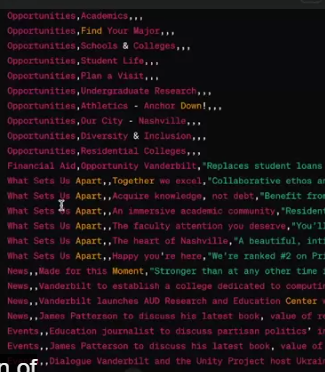 Opportunities,Academics,,,
Opportunities,Find Your Major,,,
Opportunities,Schools & Colleges,,,
Opportunities,Student Life,,,
Opportunities,Plan a Visit,,,
Opportunities,Undergraduate Research,,,
Opportunities,Athletics - Anchor Down!,,,
Opportunities,Our City - Nashville,,,
Opportunities,Diversity & Inclusion,,,
Opportunities,Residential Colleges,,,
Financial Aid,Opportunity Vanderbilt,"Replaces student loans
What Sets Us Apart,,Together we excel,"Collaborative ethos a
What Sets Us Apart,,Acquire knowledge, not debt,"Benefit fro
What Sets Us Apart,,An immersive academic community,"Residen
What Sets Us Apart,,The faculty attention you deserve,"You'l
What Sets Us Apart,,The heart of Nashville,"A beautiful, int
What Sets Us Apart,,Happy you're here,"We're ranked #2 on Pr
News,,Made for this Moment,"Stronger than at any other time
News,,Vanderbilt to establish a college dedicated to computi
News,,Vanderbilt launches AUD Research and Education Center
News,,James Patterson to discuss his latest book, value of r
Events,,Education journalist to discuss partisan politics' i
Events,,James Patterson to discuss his latest book, value of
,,Dialogue Vanderbilt and the Unity Project host Ukrai
n of